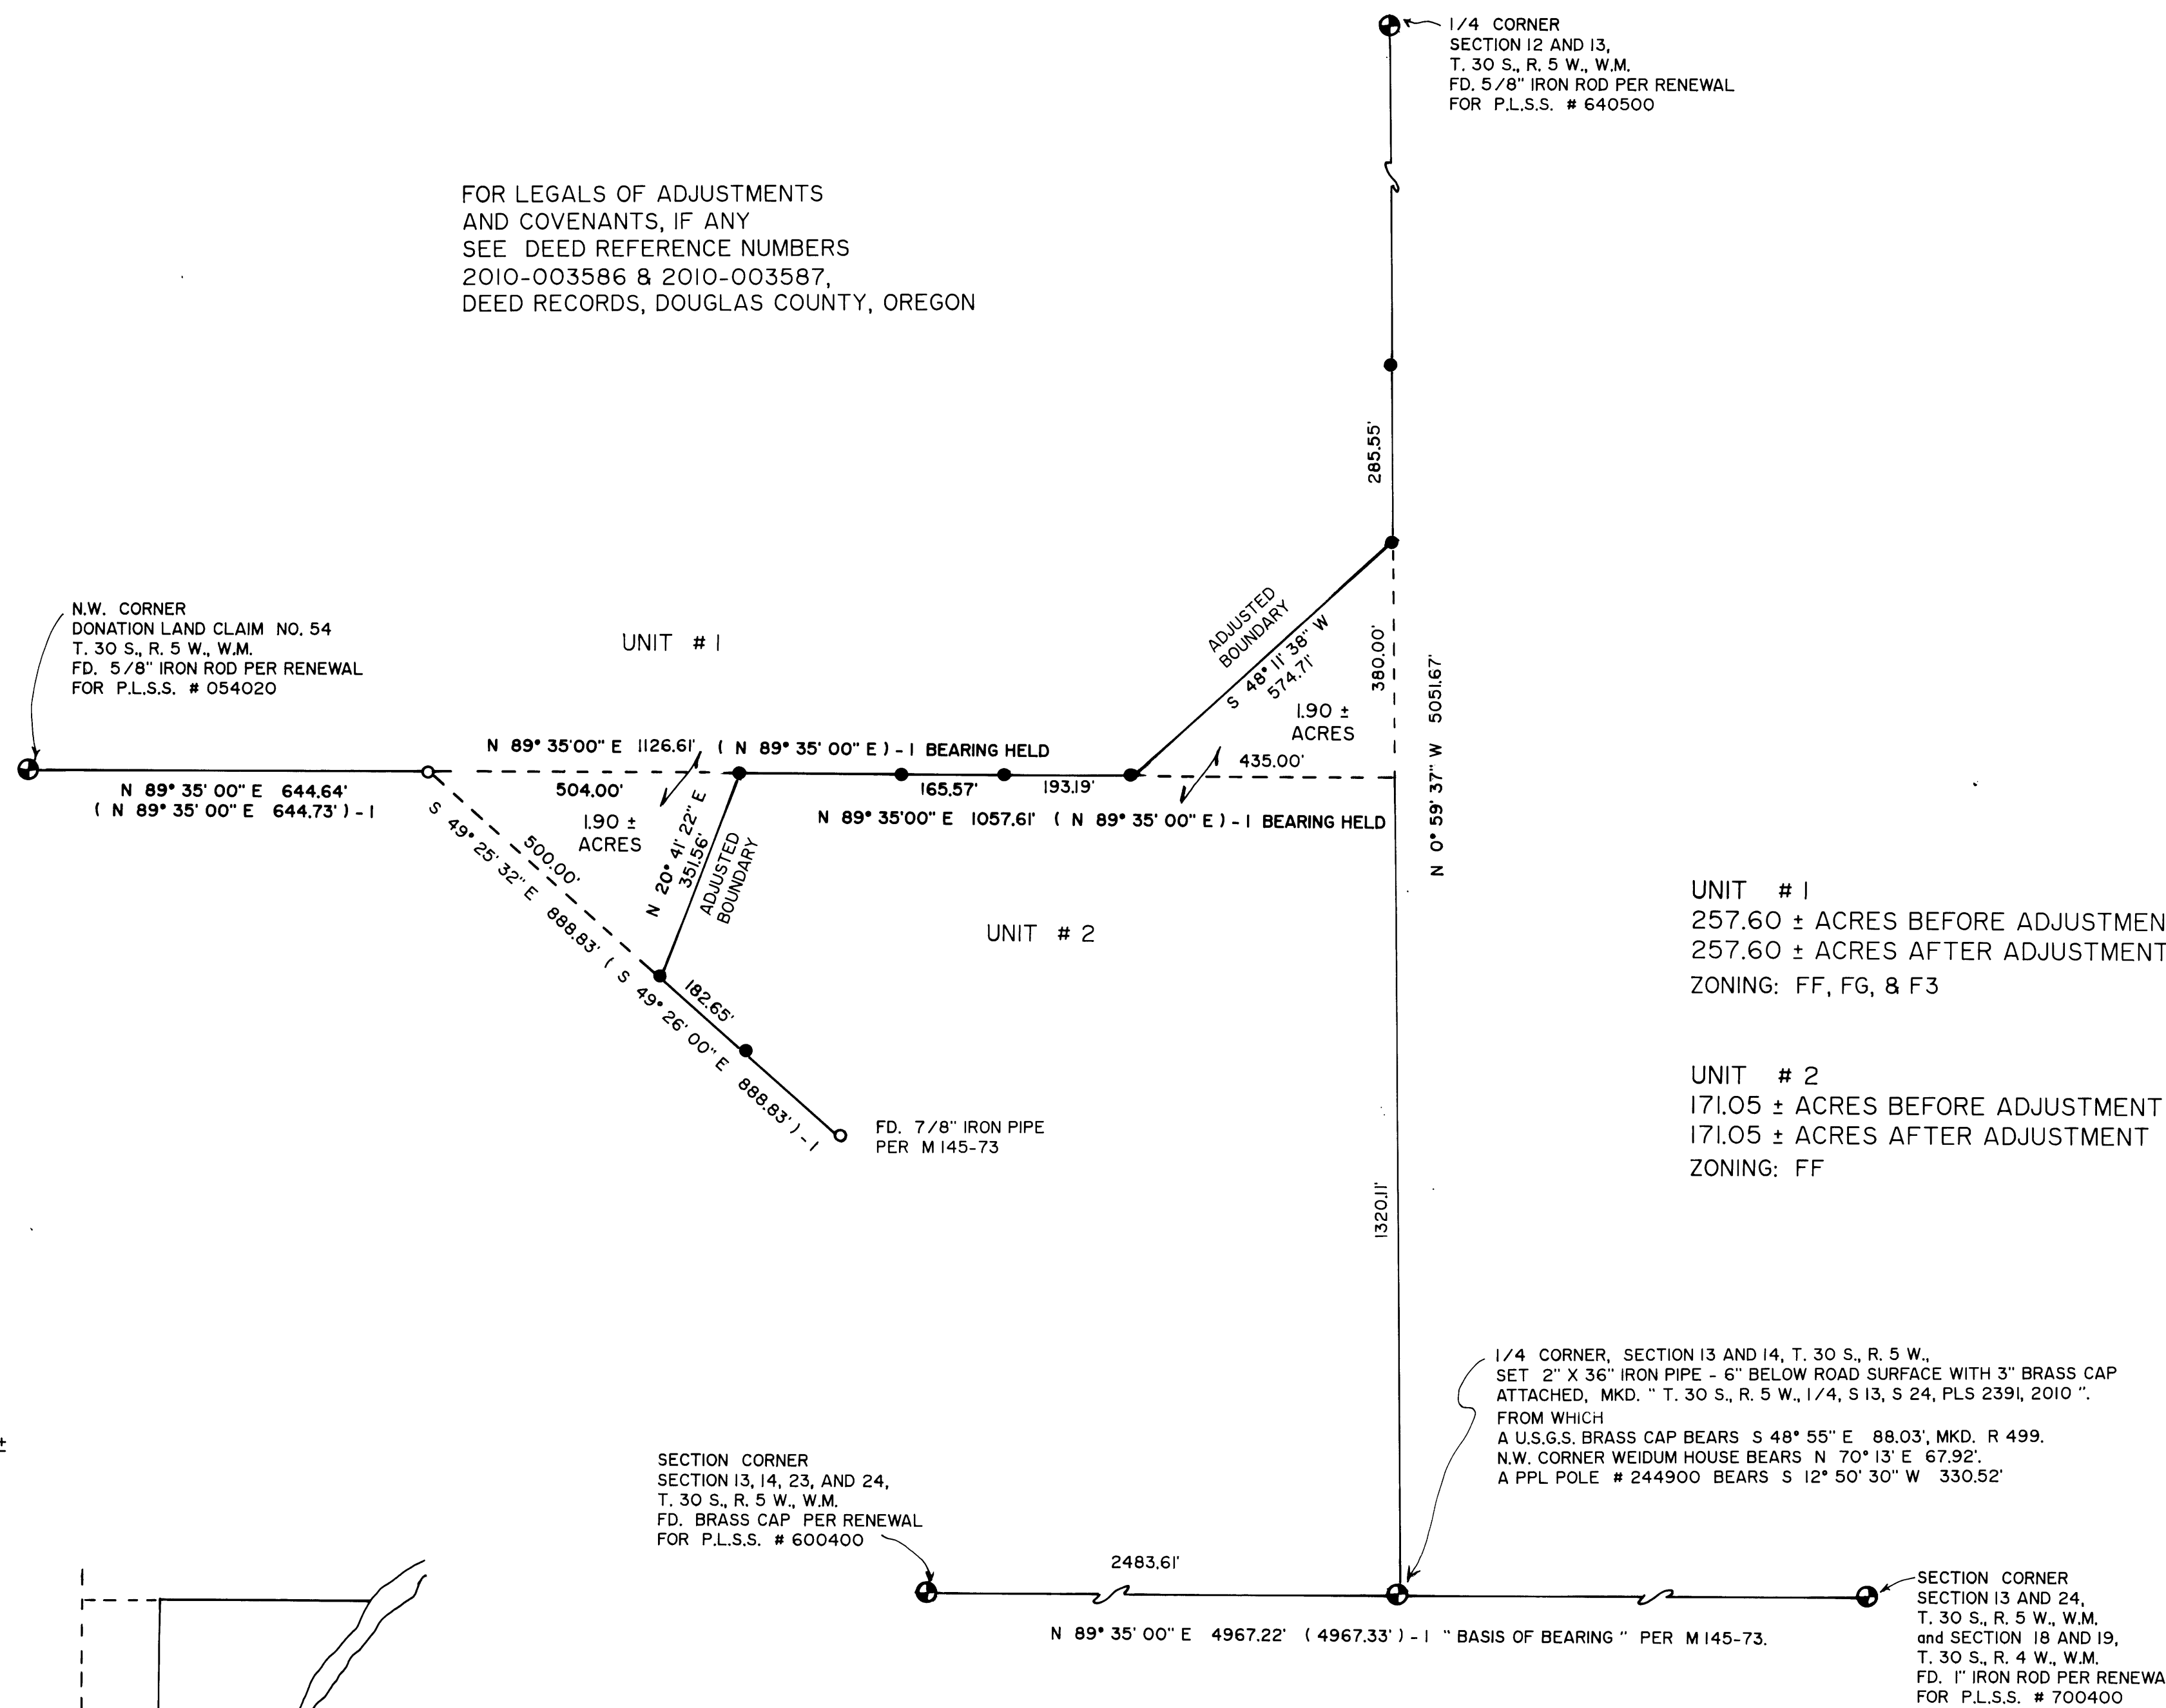 1/4 CORNER
SECTION 12 AND 13,
T. 30 S., R. 5 W., W.M.
FD. 5/8" IRON ROD PER RENEWAL
FOR P.L.S.S. # 640500
FOR LEGALS OF ADJUSTMENTS
AND COVENANTS, IF ANY
SEE DEED REFERENCE NUMBERS
2010-003586 & 2010-003587,
DEED RECORDS, DOUGLAS COUNTY, OREGON
285.55'
N.W. CORNER
DONATION LAND CLAIM NO. 54
T. 30 S., R. 5 W., W.M.
FD. 5/8" IRON ROD PER RENEWAL
FOR P.L.S.S. # 054020
UNIT # 1
ADJUSTED
BOUNDARY
S 48° 11' 38" W
574.71'
380.00'
N 0° 59' 37" W 5051.67'
1.90 ±
ACRES
435.00'
N 89° 35'00" E 1126.61' ( N 89° 35' 00" E ) - 1 BEARING HELD
N 89° 35' 00" E 644.64'
( N 89° 35' 00" E 644.73' ) - 1
504.00'
165.57'
193.19'
N 89° 35'00" E 1057.61' ( N 89° 35' 00" E ) - 1 BEARING HELD
1.90 ±
ACRES
500.00'
S 49° 25' 32" E 888.83' ( S 49° 26' 00" E 888.83' ) - 1
N 20° 41' 22" E
351.56'
ADJUSTED
BOUNDARY
182.65'
UNIT # 2
FD. 7/8" IRON PIPE
PER M 145-73
UNIT # 1
257.60 ± ACRES BEFORE ADJUSTMEN
257.60 ± ACRES AFTER ADJUSTMENT
ZONING: FF, FG, & F3
UNIT # 2
171.05 ± ACRES BEFORE ADJUSTMENT
171.05 ± ACRES AFTER ADJUSTMENT
ZONING: FF
1320.11'
1/4 CORNER, SECTION 13 AND 14, T. 30 S., R. 5 W.,
SET 2" X 36" IRON PIPE - 6" BELOW ROAD SURFACE WITH 3" BRASS CAP
ATTACHED, MKD. " T. 30 S., R. 5 W., 1/4, S 13, S 24, PLS 2391, 2010 ".
FROM WHICH
A U.S.G.S. BRASS CAP BEARS S 48° 55" E 88.03', MKD. R 499.
N.W. CORNER WEIDUM HOUSE BEARS N 70° 13' E 67.92'.
A PPL POLE # 244900 BEARS S 12° 50' 30" W 330.52'
±
SECTION CORNER
SECTION 13, 14, 23, AND 24,
T. 30 S., R. 5 W., W.M.
FD. BRASS CAP PER RENEWAL
FOR P.L.S.S. # 600400
2483.61'
N 89° 35' 00" E 4967.22' ( 4967.33' ) - 1 " BASIS OF BEARING " PER M 145-73.
SECTION CORNER
SECTION 13 AND 24,
T. 30 S., R. 5 W., W.M.
and SECTION 18 AND 19,
T. 30 S., R. 4 W., W.M.
FD. 1" IRON ROD PER RENEWA
FOR P.L.S.S. # 700400